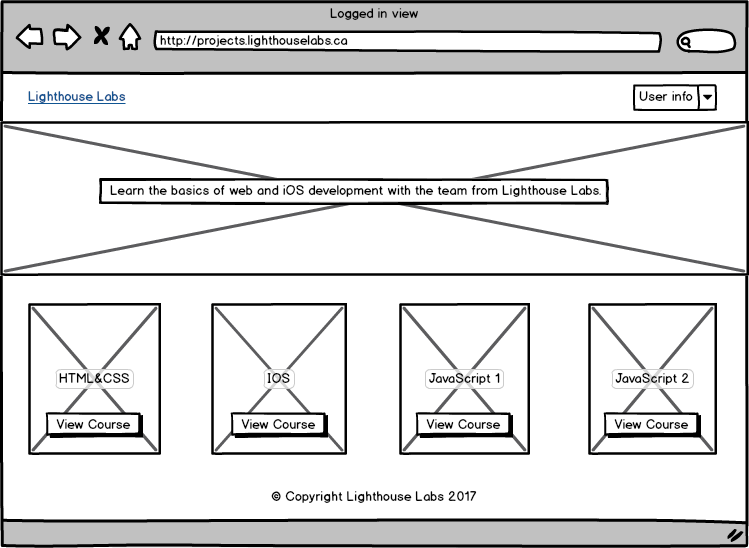 Logged in view
http://projects.lighthouselabs.ca
Lighthouse Labs
User info
Learn the basics of web and iOS development with the team from Lighthouse Labs.
HTML&CSS
IOS
JavaScript 1
JavaScript 2
View Course
View Course
View Course
View Course
© Copyright Lighthouse Labs 2017